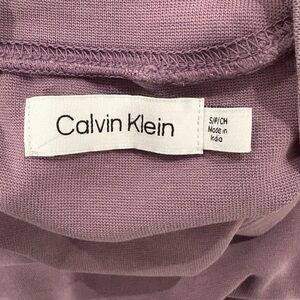 Calvin Klein
S/P/CH
Made in
India